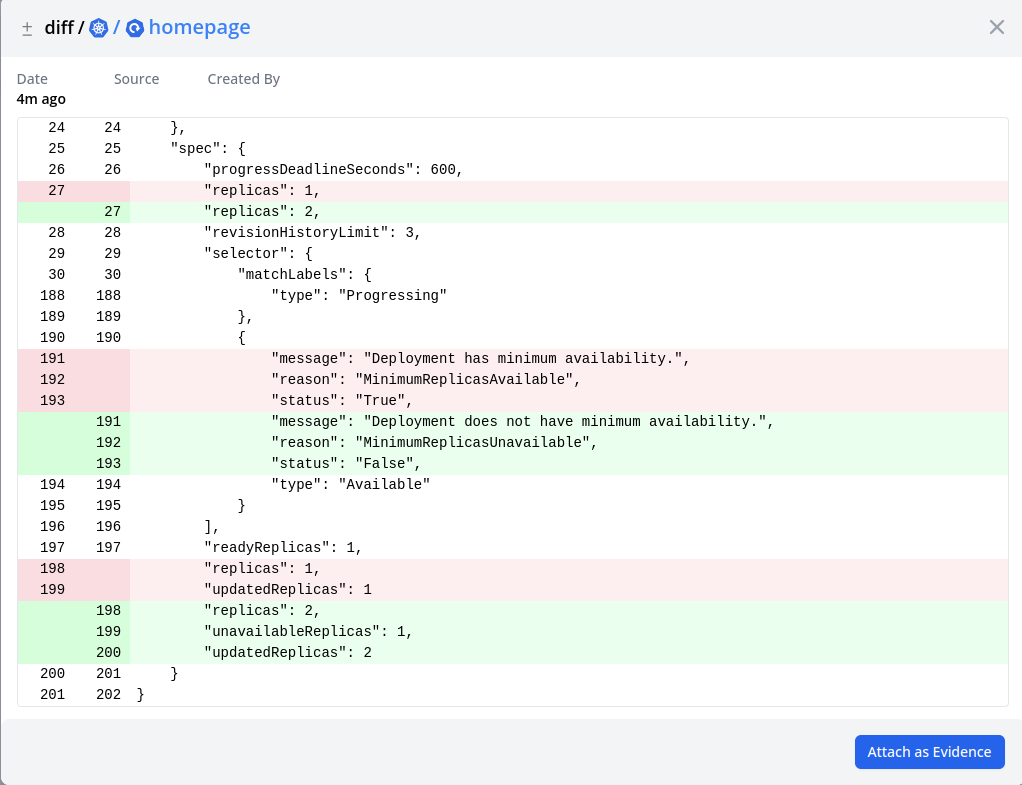 ± diff / / homepage ×
Date Source Created By
4m ago
24 24 },
25 25 "spec": {
26 26 "progressDeadlineSeconds": 600,
27 "replicas": 1,
27 "replicas": 2,
28 28 "revisionHistoryLimit": 3,
29 29 "selector": {
30 30 "matchLabels": {
188 188 "type": "Progressing"
189 189 },
190 190 {
191 "message": "Deployment has minimum availability.",
192 "reason": "MinimumReplicasAvailable",
193 "status": "True",
191 "message": "Deployment does not have minimum availability.",
192 "reason": "MinimumReplicasUnavailable",
193 "status": "False",
194 194 "type": "Available"
195 195 }
196 196 ],
197 197 "readyReplicas": 1,
198 "replicas": 1,
199 "updatedReplicas": 1
198 "replicas": 2,
199 "unavailableReplicas": 1,
200 "updatedReplicas": 2
200 201 }
201 202 }
Attach as Evidence